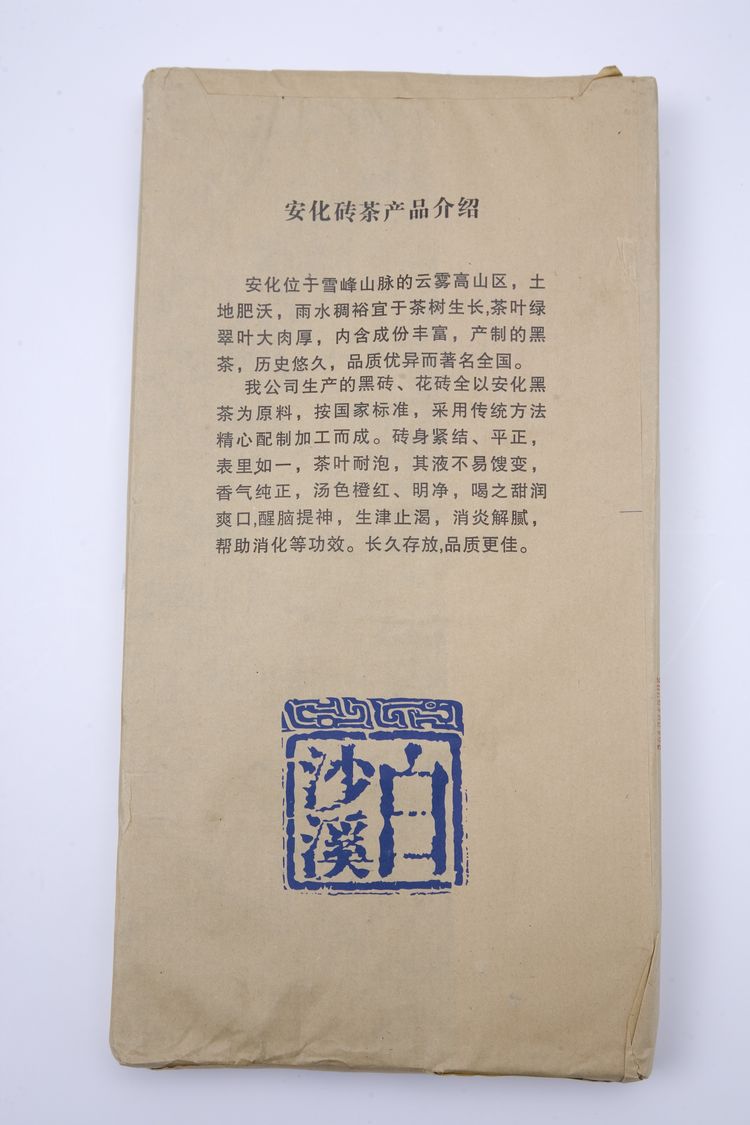 安化砖茶产品介绍
安化位于雪峰山脉的云雾高山区，土
地肥沃，雨水稠裕宜于茶树生长,茶叶绿
翠叶大肉厚，内含成份丰富，产制的黑
茶，历史悠久，品质优异而著名全国。
我公司生产的黑砖、花砖全以安化黑
茶为原料，按国家标准，采用传统方法
精心配制加工而成。砖身紧结、平正，
表里如一，茶叶耐泡，其液不易馊变，
香气纯正，汤色橙红、明净，喝之甜润
爽口,醒脑提神，生津止渴，消炎解腻，
帮助消化等功效。长久存放,品质更佳。
白沙溪